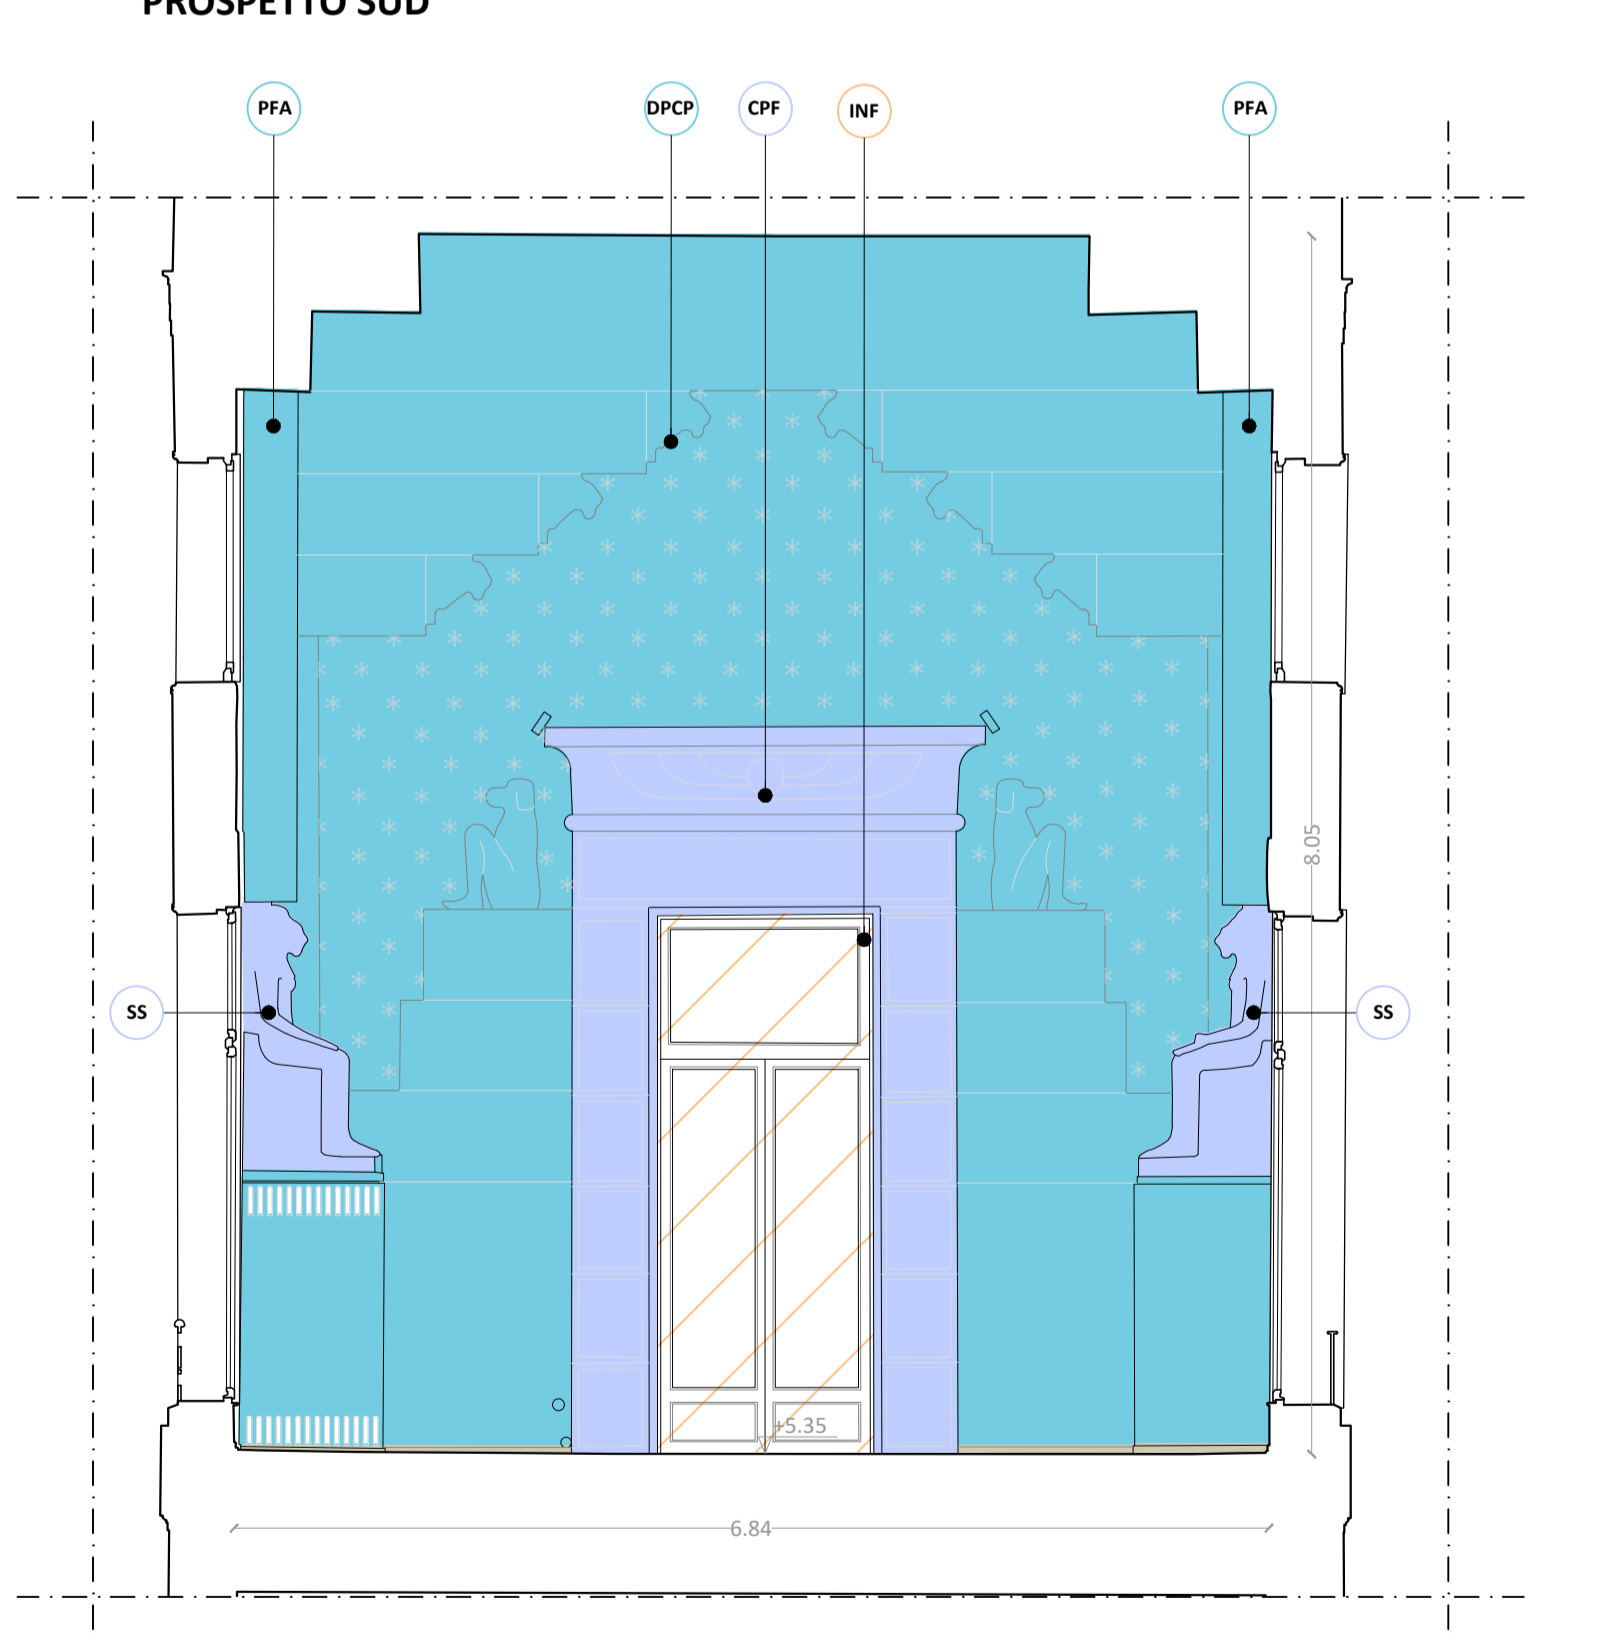 PROSPETTO SUD
PFA
DPCP
CPF
INF
PFA
8.05
SS
SS
+5.35
6.84